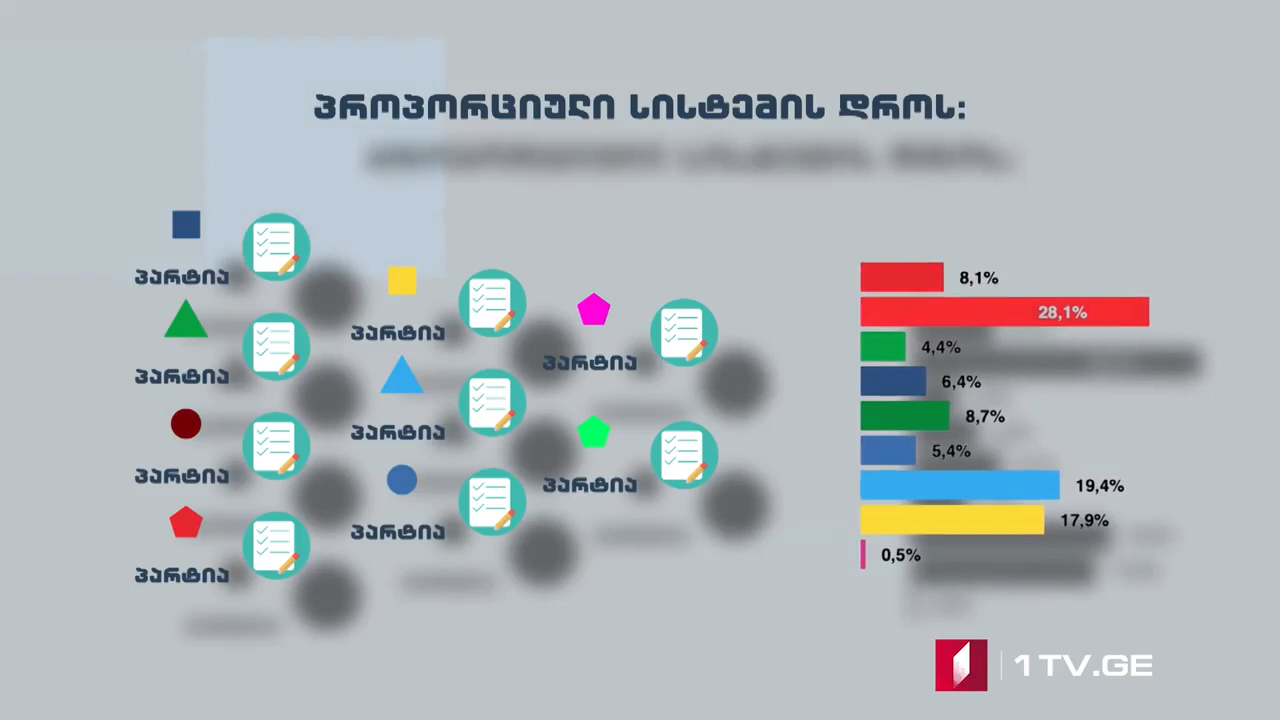 პროპორციული სისტემის დროს:
პარტია
პარტია
პარტია
პარტია
პარტია
პარტია
პარტია
პარტია
პარტია
8,1%
28,1%
4,4%
6,4%
8,7%
5,4%
19,4%
17,9%
0,5%
1TV.GE